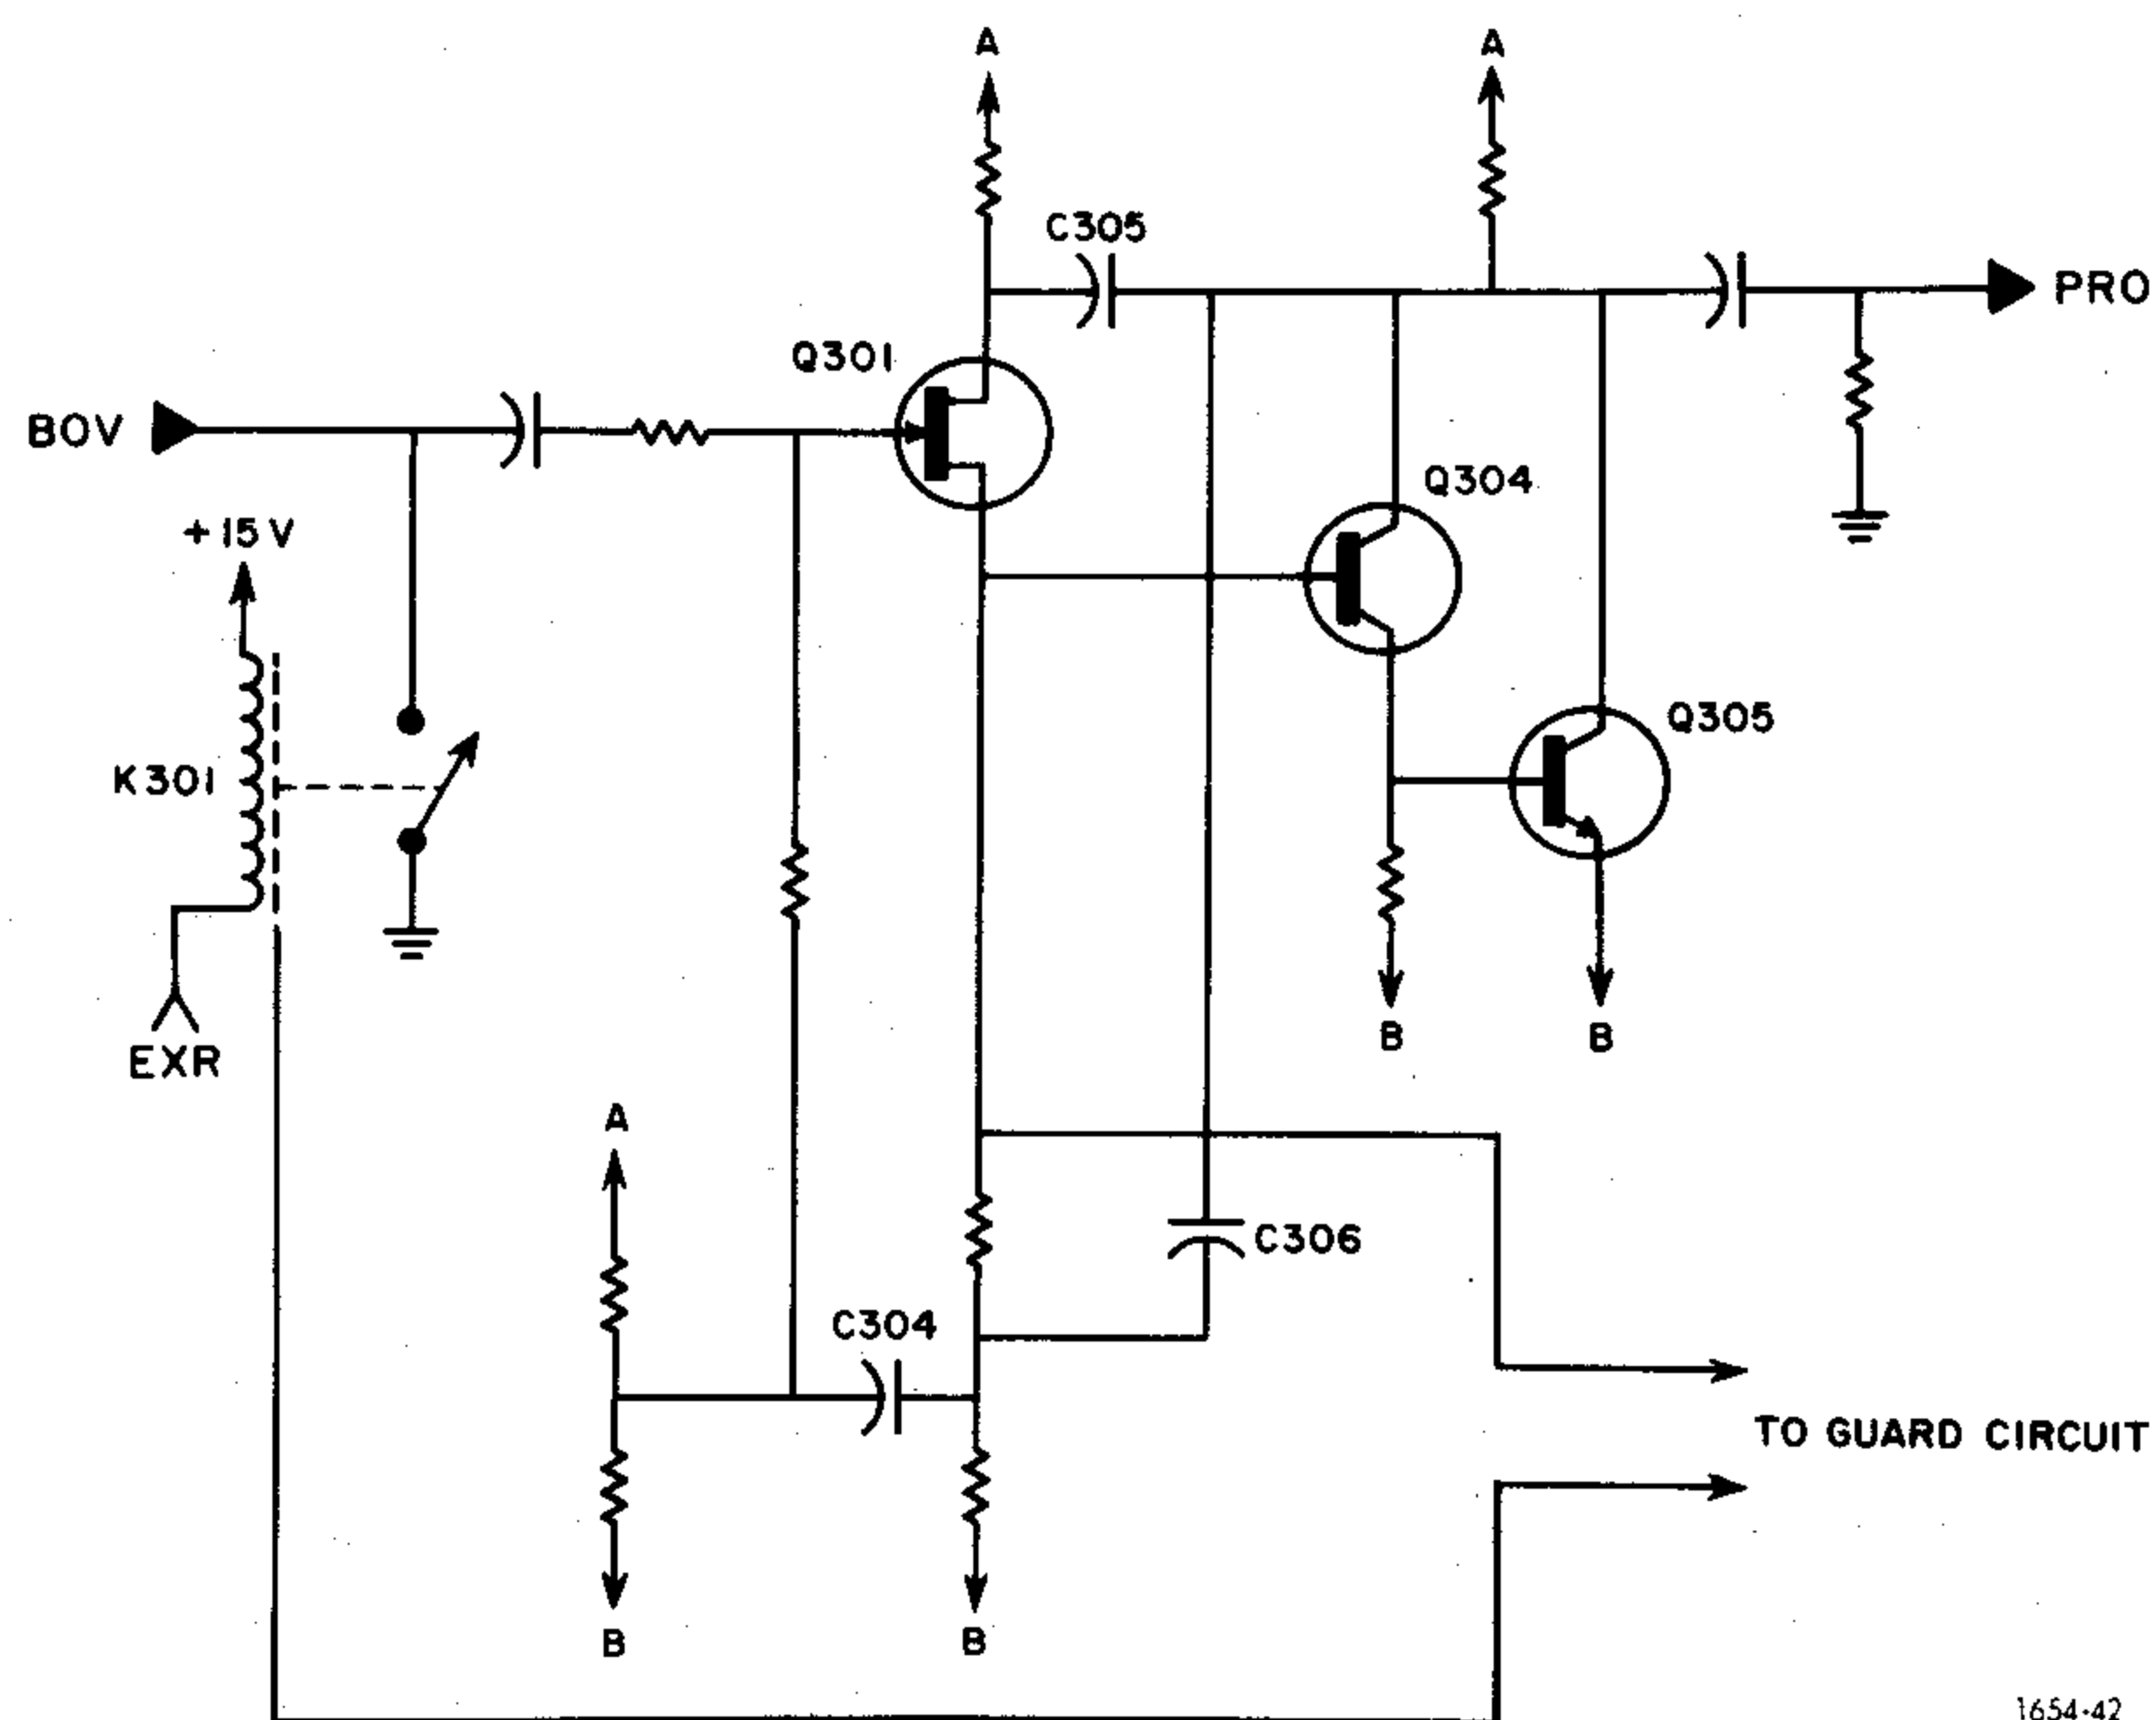 A
A
C305
PRO
Q301
BOV
Q304
+15V
Q305
K301
B
B
EXR
A
C306
C304
TO GUARD CIRCUIT
B
B
1654-42